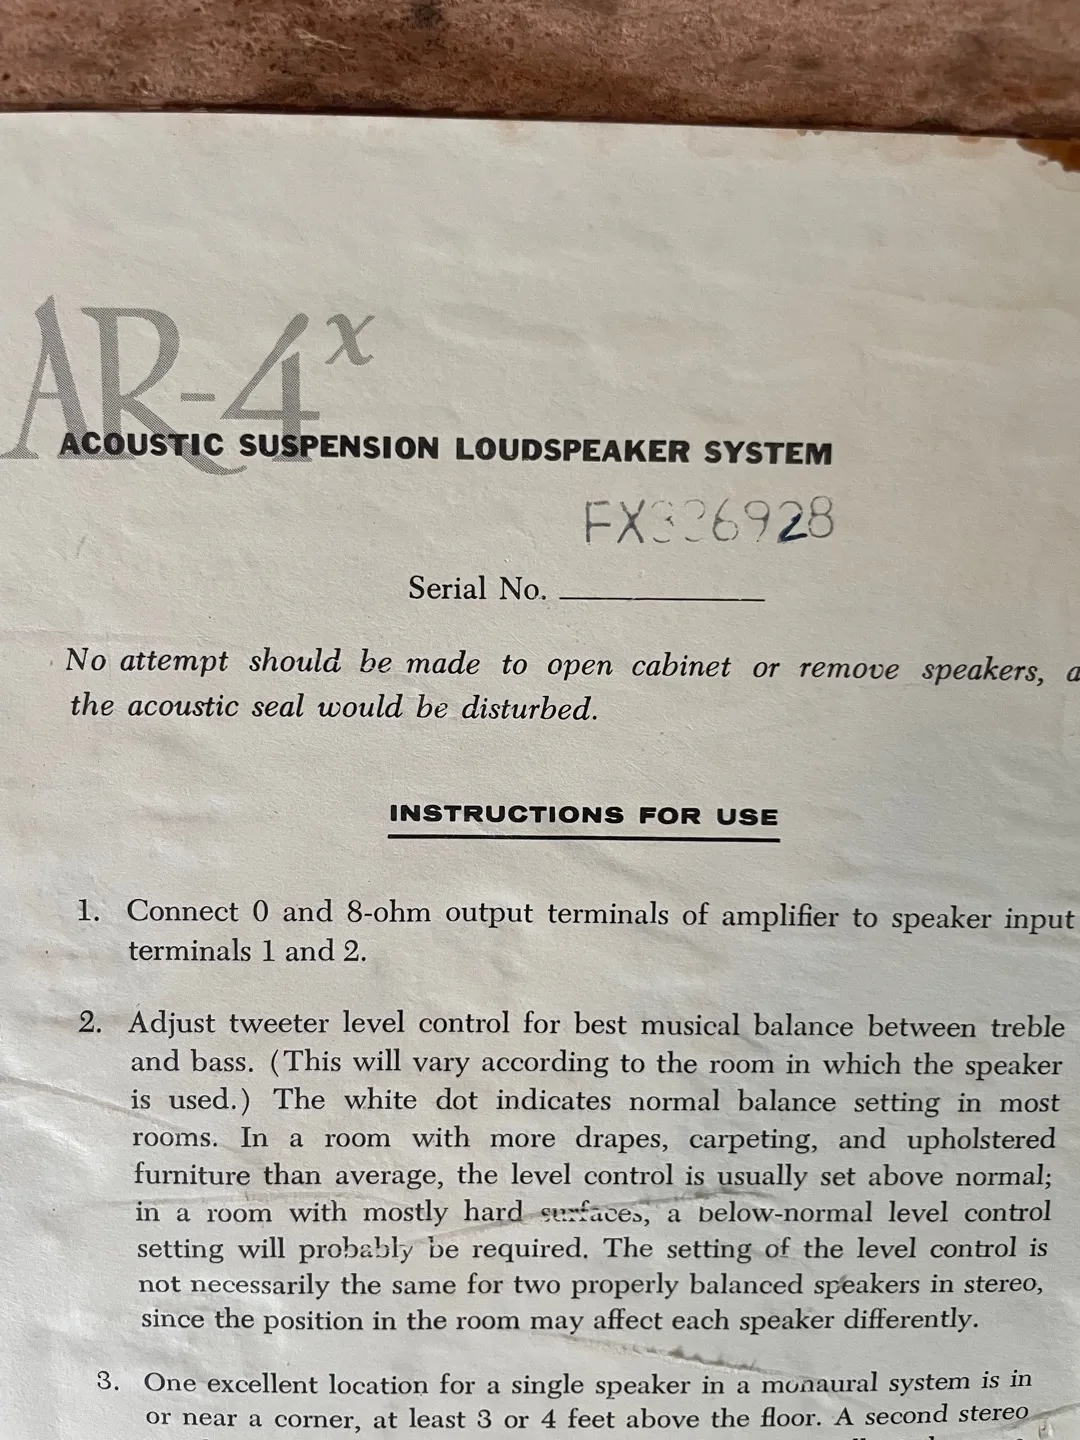 AR-4x
ACOUSTIC SUSPENSION LOUDSPEAKER SYSTEM
FX336928
Serial No.
No attempt should be made to open cabinet or remove speakers, a
the acoustic seal would be disturbed.
INSTRUCTIONS FOR USE
1. Connect 0 and 8-ohm output terminals of amplifier to speaker input
terminals 1 and 2.
2. Adjust tweeter level control for best musical balance between treble
and bass. (This will vary according to the room in which the speaker
is used.) The white dot indicates normal balance setting in most
rooms. In a room with more drapes, carpeting, and upholstered
furniture than average, the level control is usually set above normal;
in a room with mostly hard surfaces, a below-normal level control
setting will probably be required. The setting of the level control is
not necessarily the same for two properly balanced speakers in stereo,
since the position in the room may affect each speaker differently.
3. One excellent location for a single speaker in a monaural system is in
or near a corner, at least 3 or 4 feet above the floor. A second stereo